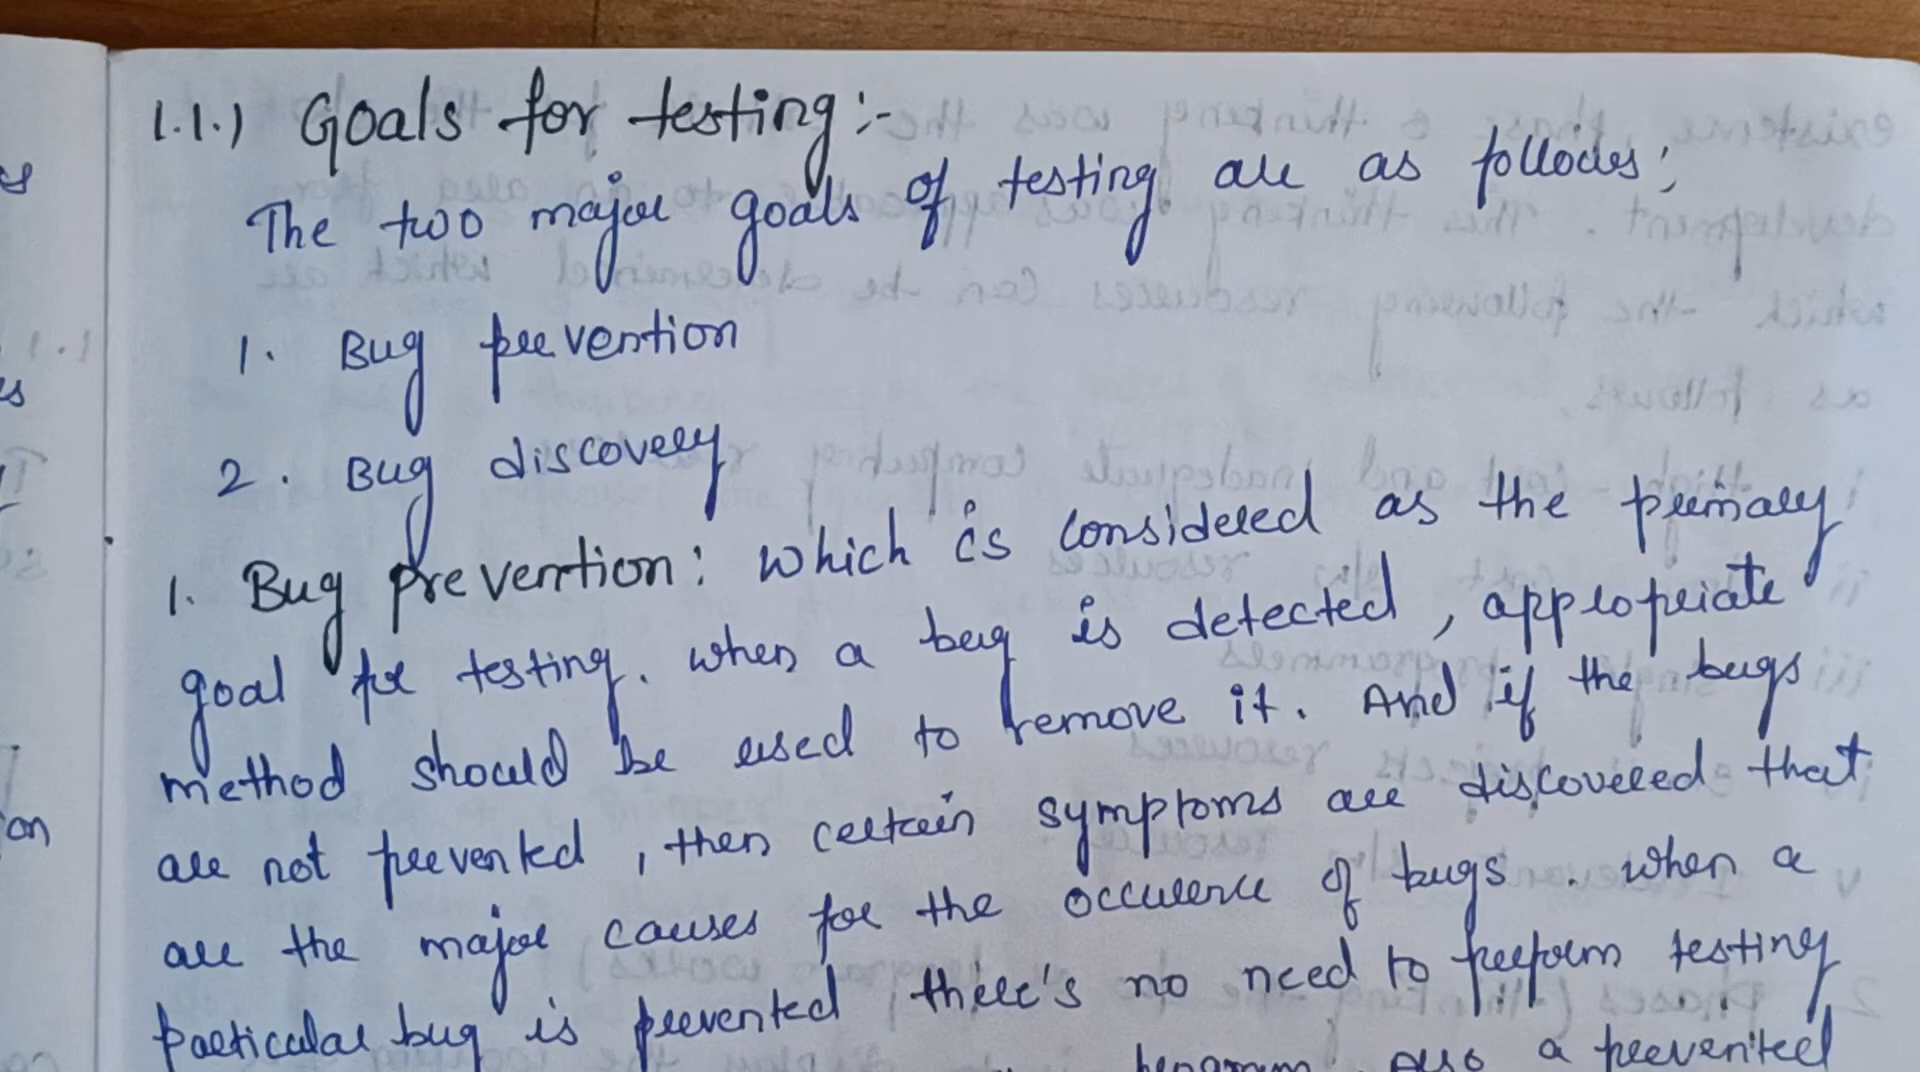 1.1.) Goals for testing :-
The two major goals of testing are as follows;
1. Bug prevention
2. Bug discovery
1. Bug prevention: which is considered as the primary
goal for testing. when a bug is detected, appropriate
method should be used to remove it. And if the bugs
are not prevented, then certain symptoms are discovered that
are the major causes for the occurence of bugs. when a
particular bug is prevented, there's no need to perform testing
program. Also a prevented